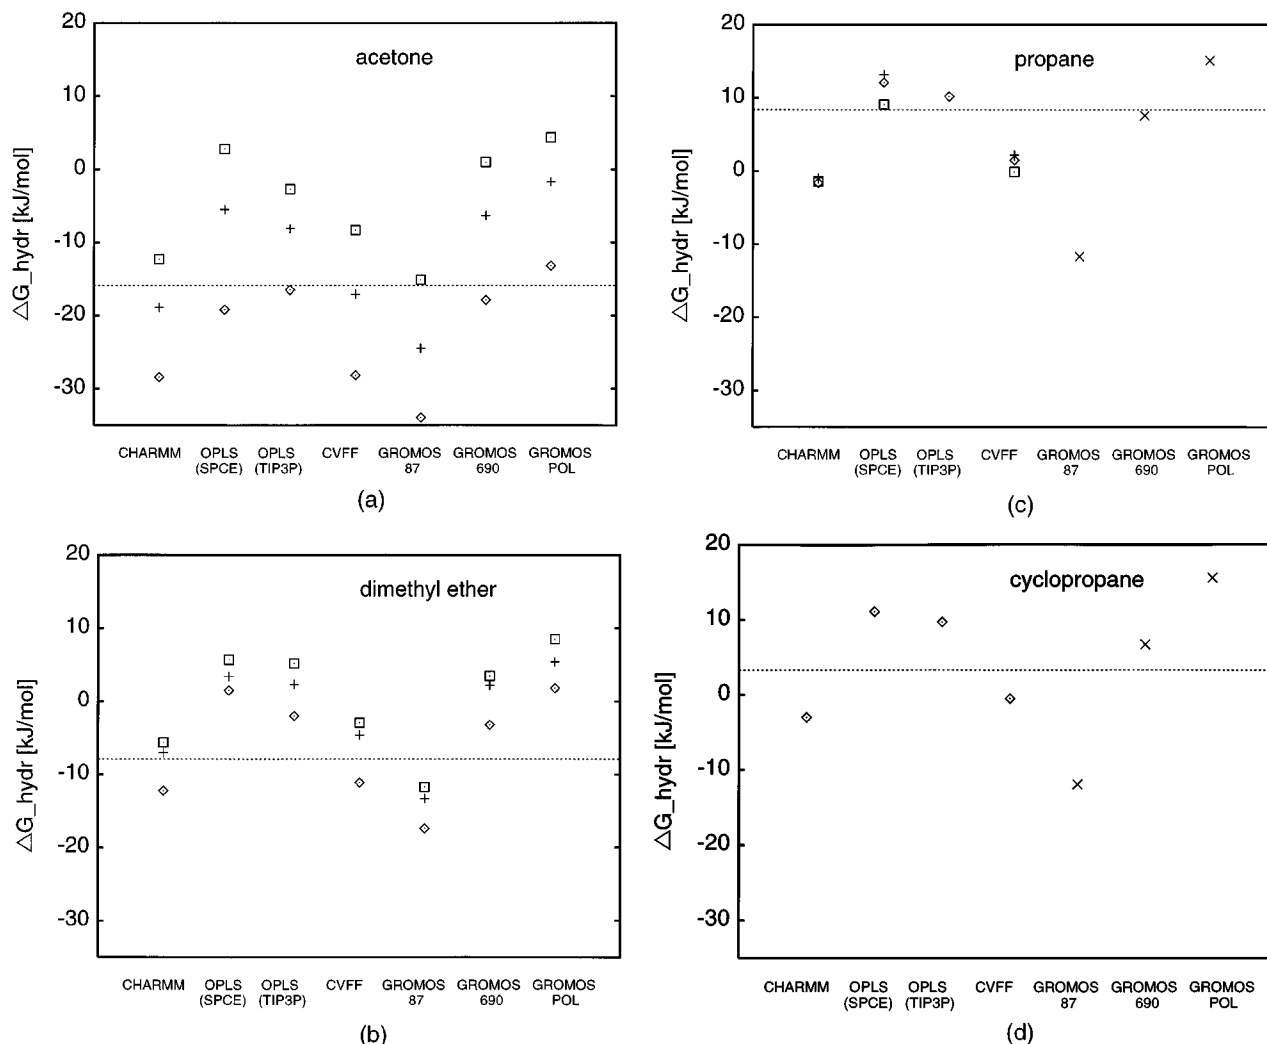 acetone
20
10
0
-10
-20
-30
△G_hydr [kJ/mol]
CHARMM OPLS (SPCE) OPLS (TIP3P) CVFF GROMOS 87 GROMOS 690 GROMOS POL
(a)
propane
20
10
0
-10
-20
-30
△G_hydr [kJ/mol]
CHARMM OPLS (SPCE) OPLS (TIP3P) CVFF GROMOS 87 GROMOS 690 GROMOS POL
(c)
dimethyl ether
20
10
0
-10
-20
-30
△G_hydr [kJ/mol]
CHARMM OPLS (SPCE) OPLS (TIP3P) CVFF GROMOS 87 GROMOS 690 GROMOS POL
(b)
cyclopropane
20
10
0
-10
-20
-30
△G_hydr [kJ/mol]
CHARMM OPLS (SPCE) OPLS (TIP3P) CVFF GROMOS 87 GROMOS 690 GROMOS POL
(d)